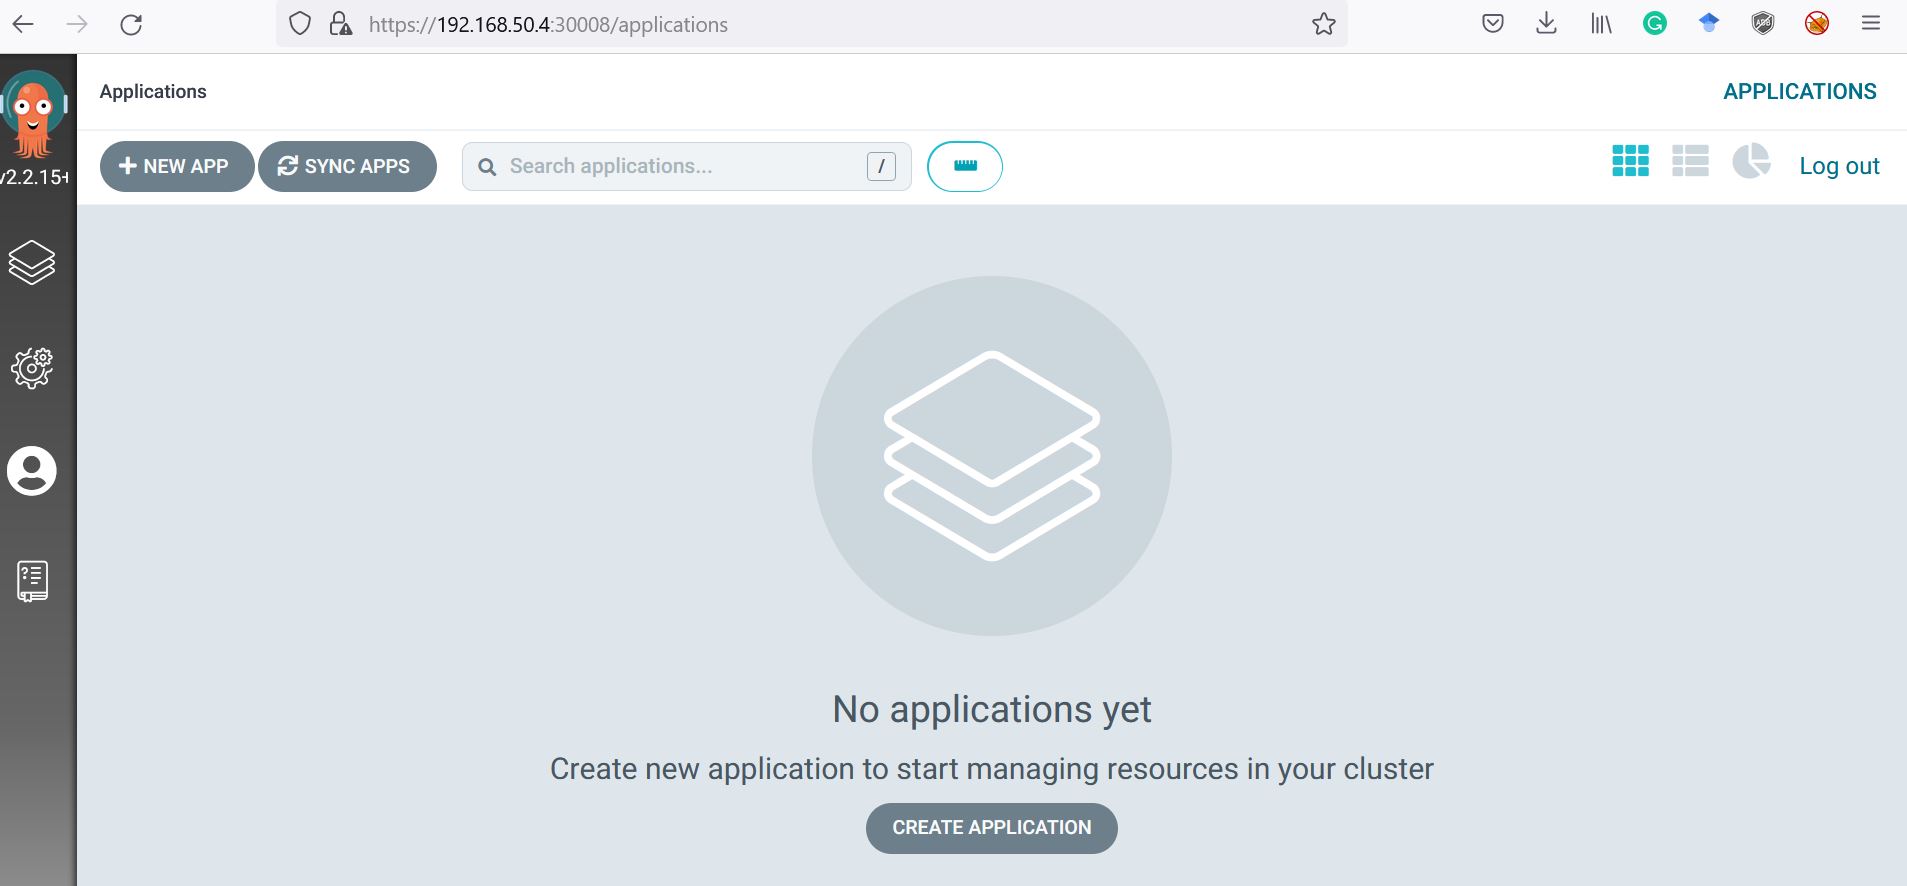 https://192.168.50.4:30008/applications
Applications
APPLICATIONS
v2.2.15+
NEW APP
SYNC APPS
Search applications...
/
Log out
No applications yet
Create new application to start managing resources in your cluster
CREATE APPLICATION